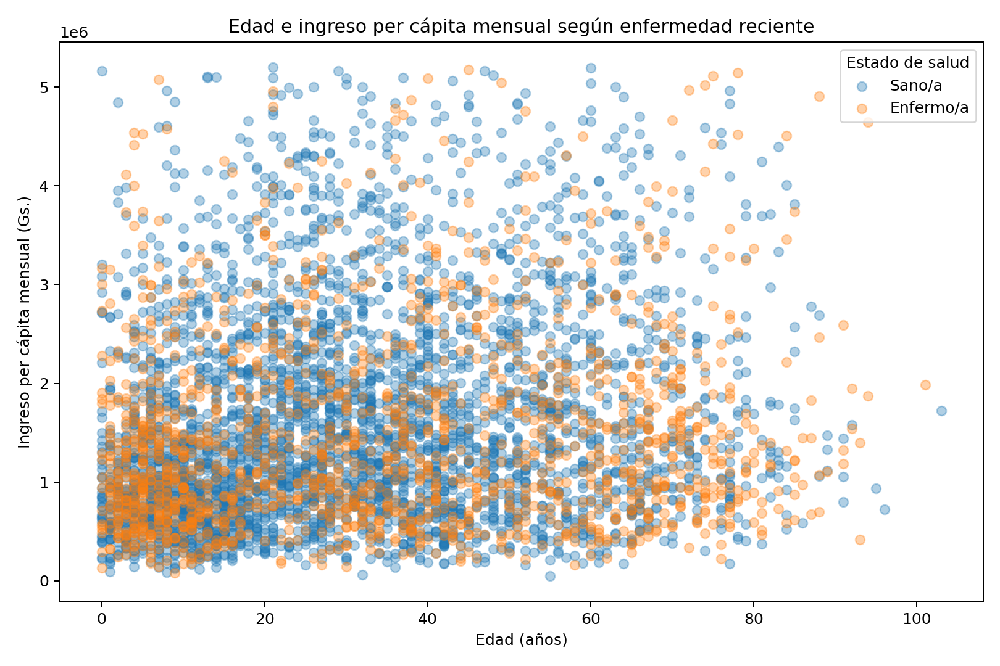 Edad e ingreso per cápita mensual según enfermedad reciente
1e6
Estado de salud
Sano/a
Enfermo/a
5
4
3
2
1
0
Ingreso per cápita mensual (Gs.)
0 20 40 60 80 100
Edad (años)